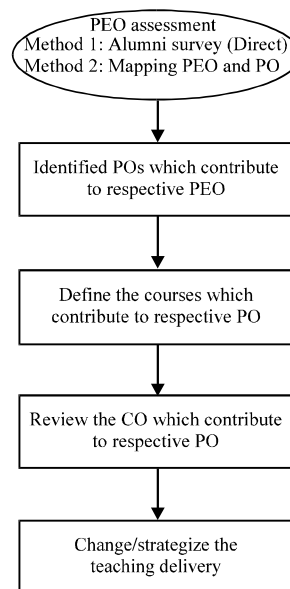 PEO assessment
Method 1: Alumni survey (Direct)
Method 2: Mapping PEO and PO
Identified POs which contribute
to respective PEO
Define the courses which
contribute to respective PO
Review the CO which contribute
to respective PO
Change/strategize the
teaching delivery